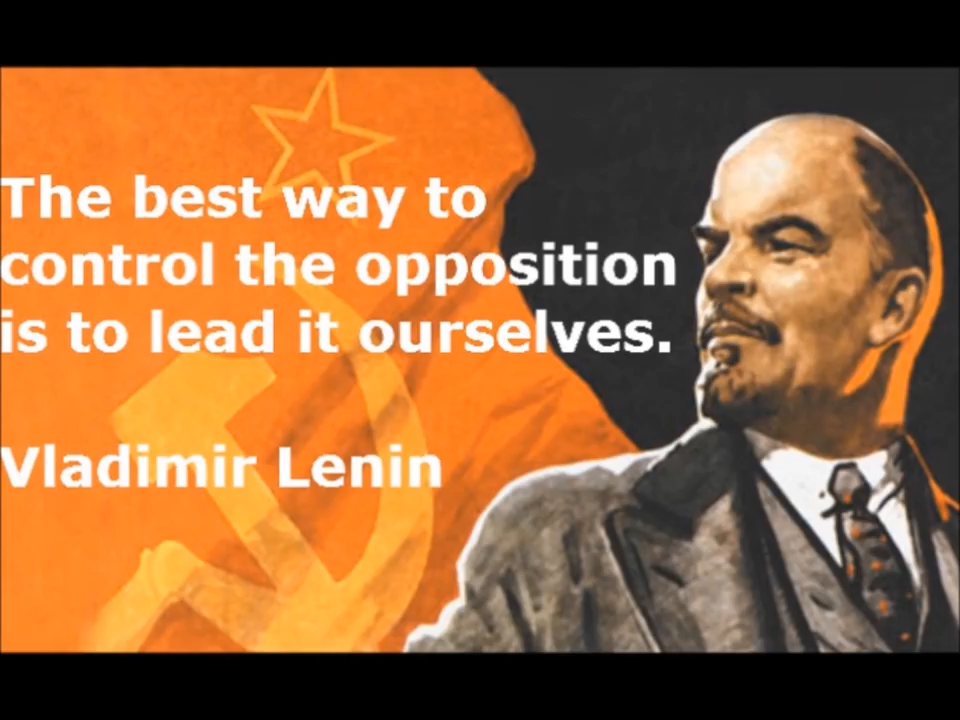 The best way to
control the opposition
is to lead it ourselves.
Vladimir Lenin